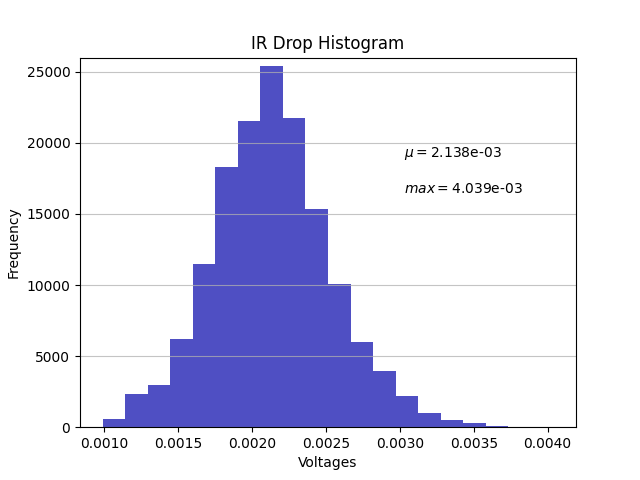 IR Drop Histogram
25000
20000
15000
10000
5000
0
Frequency
μ = 2.138e-03
max = 4.039e-03
0.0010 0.0015 0.0020 0.0025 0.0030 0.0035 0.0040
Voltages